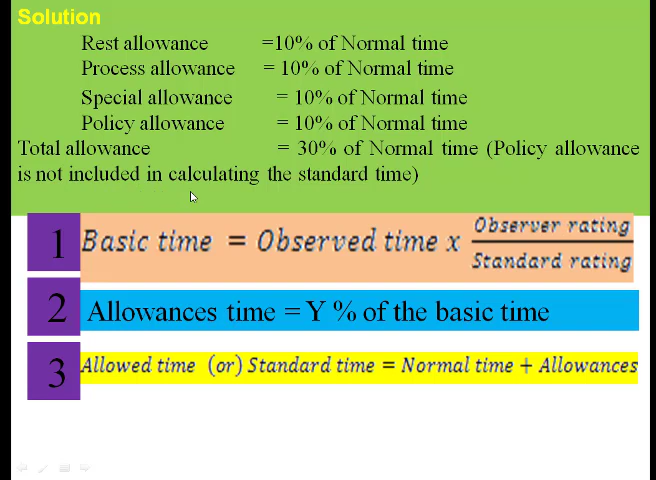 Solution
Rest allowance =10% of Normal time
Process allowance = 10% of Normal time
Special allowance = 10% of Normal time
Policy allowance = 10% of Normal time
Total allowance = 30% of Normal time (Policy allowance
is not included in calculating the standard time)
1 Basic time = Observed time x Observer rating / Standard rating
2 Allowances time = Y % of the basic time
3 Allowed time (or) Standard time = Normal time + Allowances